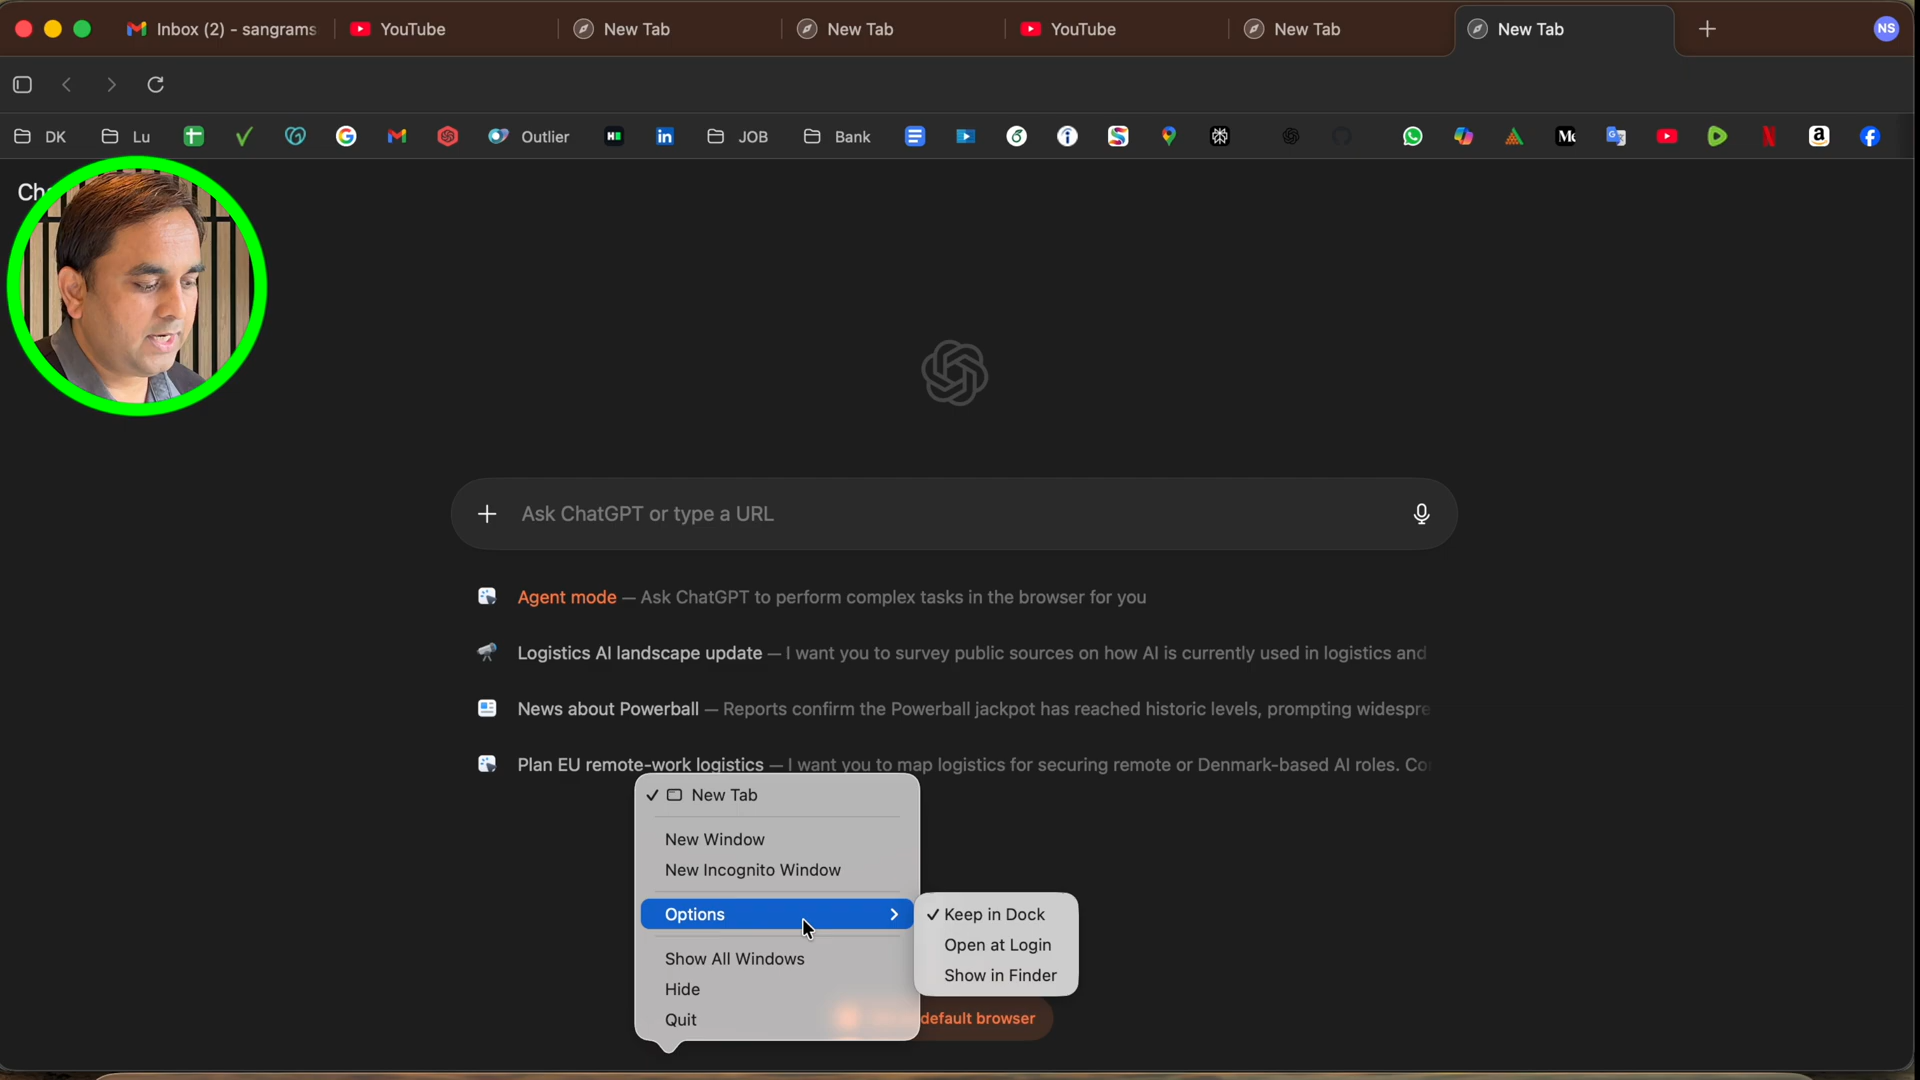 Inbox (2) - sangrams
YouTube
New Tab
New Tab
YouTube
New Tab
New Tab
NS
DK
Lu
Outlier
JOB
Bank
Ch
Ask ChatGPT or type a URL
Agent mode — Ask ChatGPT to perform complex tasks in the browser for you
Logistics AI landscape update — I want you to survey public sources on how AI is currently used in logistics and
News about Powerball — Reports confirm the Powerball jackpot has reached historic levels, prompting widespre
Plan EU remote-work logistics — I want you to map logistics for securing remote or Denmark-based AI roles. Co
New Tab
New Window
New Incognito Window
Options
Keep in Dock
Open at Login
Show in Finder
Show All Windows
Hide
Quit
default browser